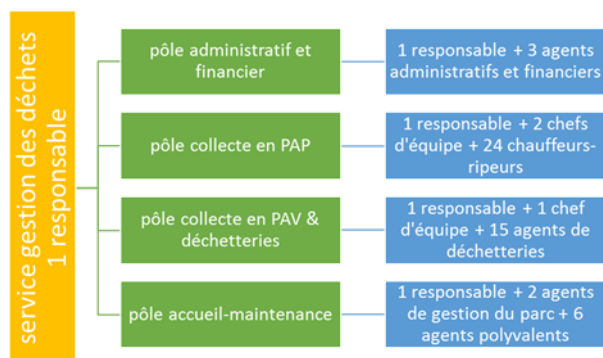 service gestion des déchets
1 responsable
pôle administratif et
financier
1 responsable + 3 agents
administratifs et financiers
pôle collecte en PAP
1 responsable + 2 chefs
d'équipe + 24 chauffeurs-
ripeurs
pôle collecte en PAV &
déchetteries
1 responsable + 1 chef
d'équipe + 15 agents de
déchetteries
pôle accueil-maintenance
1 responsable + 2 agents
de gestion du parc + 6
agents polyvalents